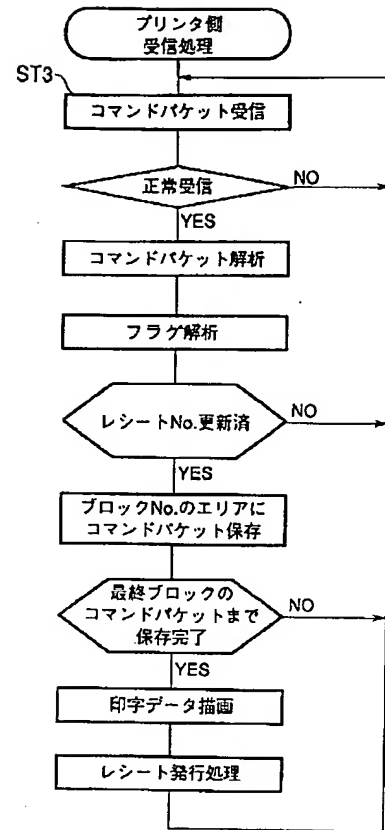 プリンタ側
受信処理
ST3
コマンドパケット受信
正常受信
NO
YES
コマンドパケット解析
フラグ解析
レシートNo.更新済
NO
YES
ブロックNo.のエリアに
コマンドパケット保存
最終ブロックの
コマンドパケットまで
保存完了
NO
YES
印字データ描画
レシート発行処理